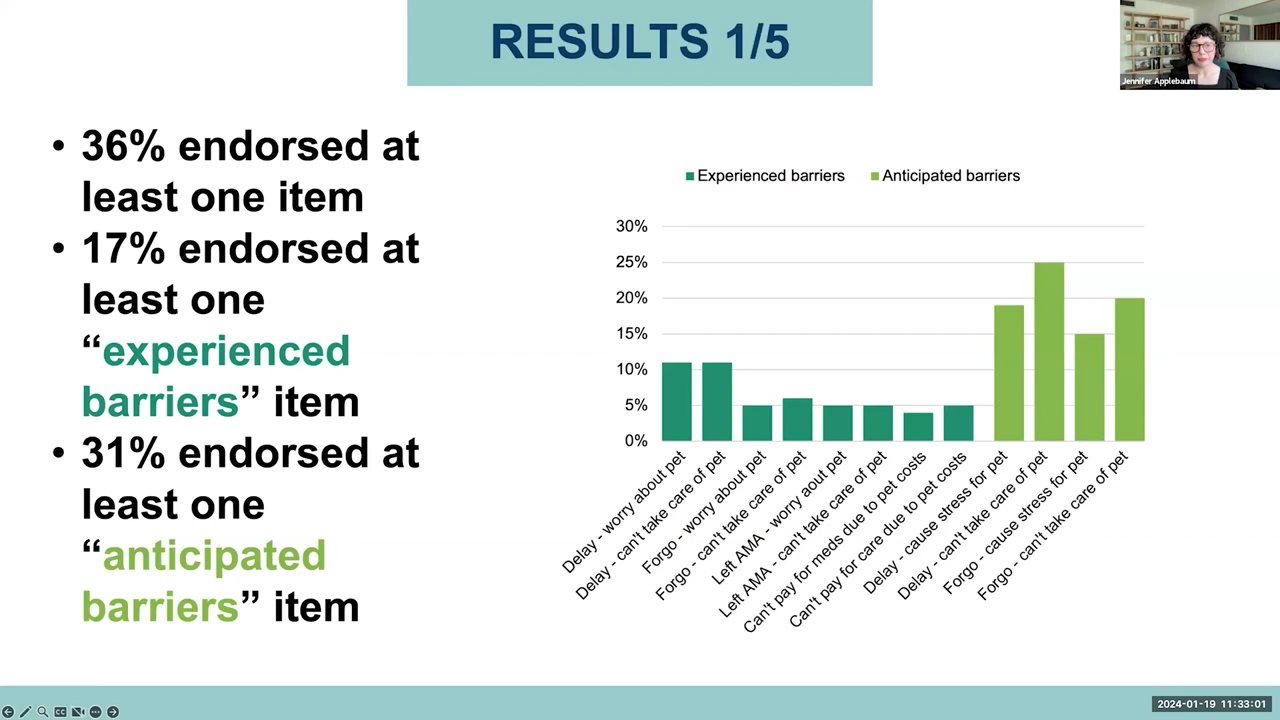 RESULTS 1/5
Jennifer Applebaum
• 36% endorsed at
least one item
• 17% endorsed at
least one
“experienced
barriers” item
• 31% endorsed at
least one
“anticipated
barriers” item
Experienced barriers
Anticipated barriers
30%
25%
20%
15%
10%
5%
0%
Delay - worry about pet
Delay - can't take care of pet
Forgo - worry about pet
Forgo - can't take care of pet
Left AMA - worry aout pet
Left AMA - can't take care of pet
Can't pay for meds due to pet costs
Can't pay for care due to pet costs
Delay - cause stress for pet
Delay - can't take care of pet
Forgo - cause stress for pet
Forgo - can't take care of pet
CC
2024-01-19 11:33:01